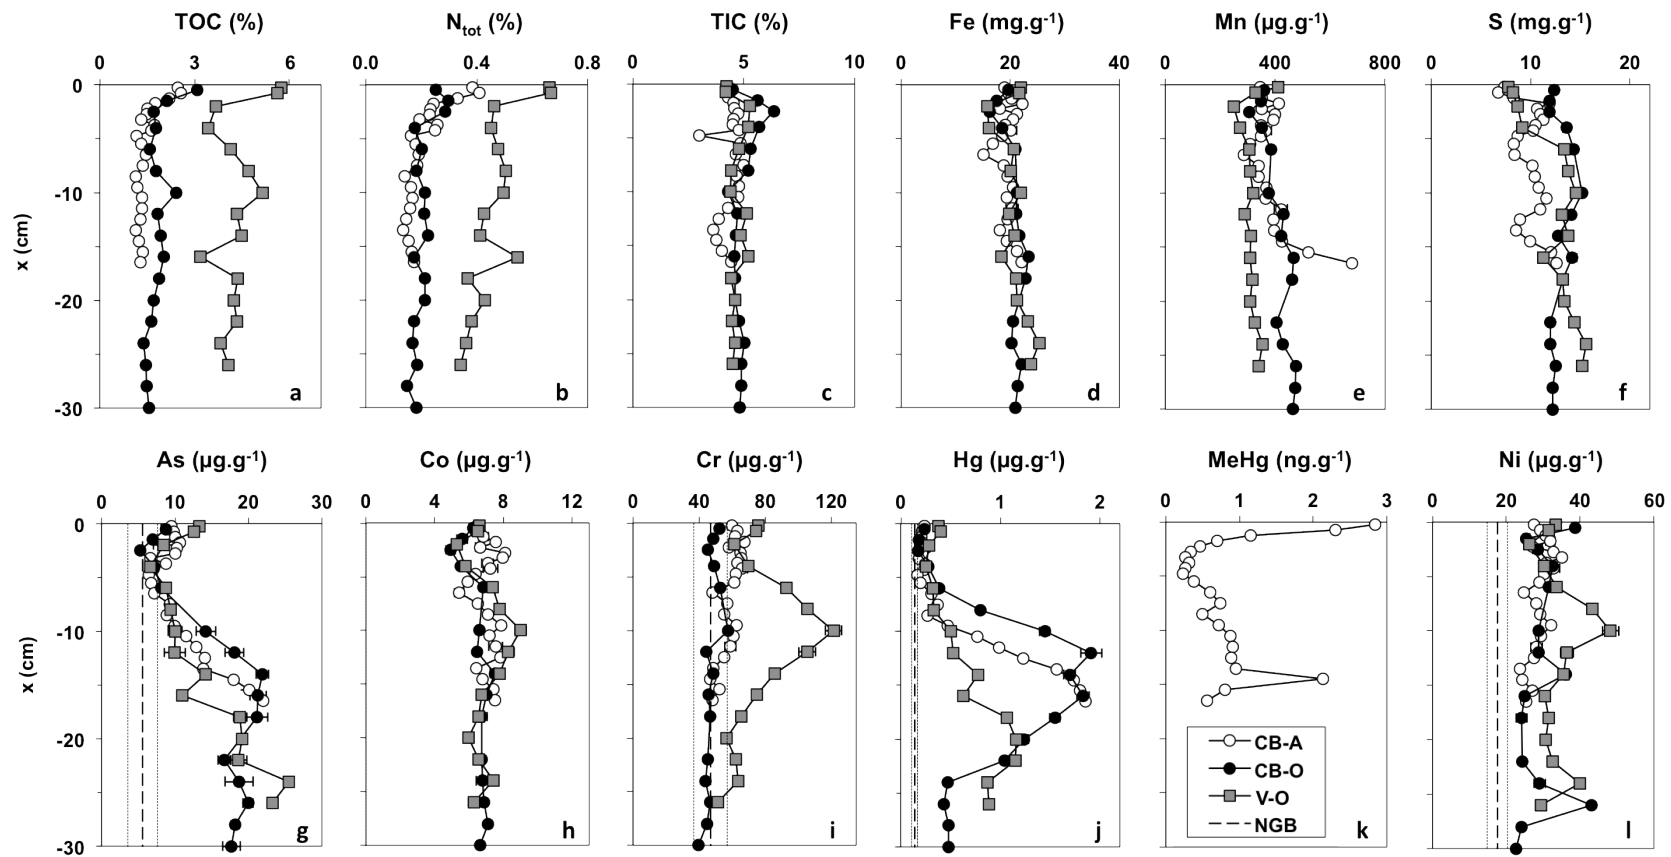 TOC (%) N_tot (%) TIC (%) Fe (mg.g⁻¹) Mn (µg.g⁻¹) S (mg.g⁻¹)
0 3 6 0.0 0.4 0.8 0 5 10 0 20 40 0 400 800 0 10 20
0
-10
x (cm)
-20
-30
a b c d e f
As (µg.g⁻¹) Co (µg.g⁻¹) Cr (µg.g⁻¹) Hg (µg.g⁻¹) MeHg (ng.g⁻¹) Ni (µg.g⁻¹)
0 10 20 30 0 4 8 12 0 40 80 120 0 1 2 0 1 2 3 0 20 40 60
0
-10
x (cm)
-20
-30
CB-A
CB-O
V-O
NGB
g h i j k l